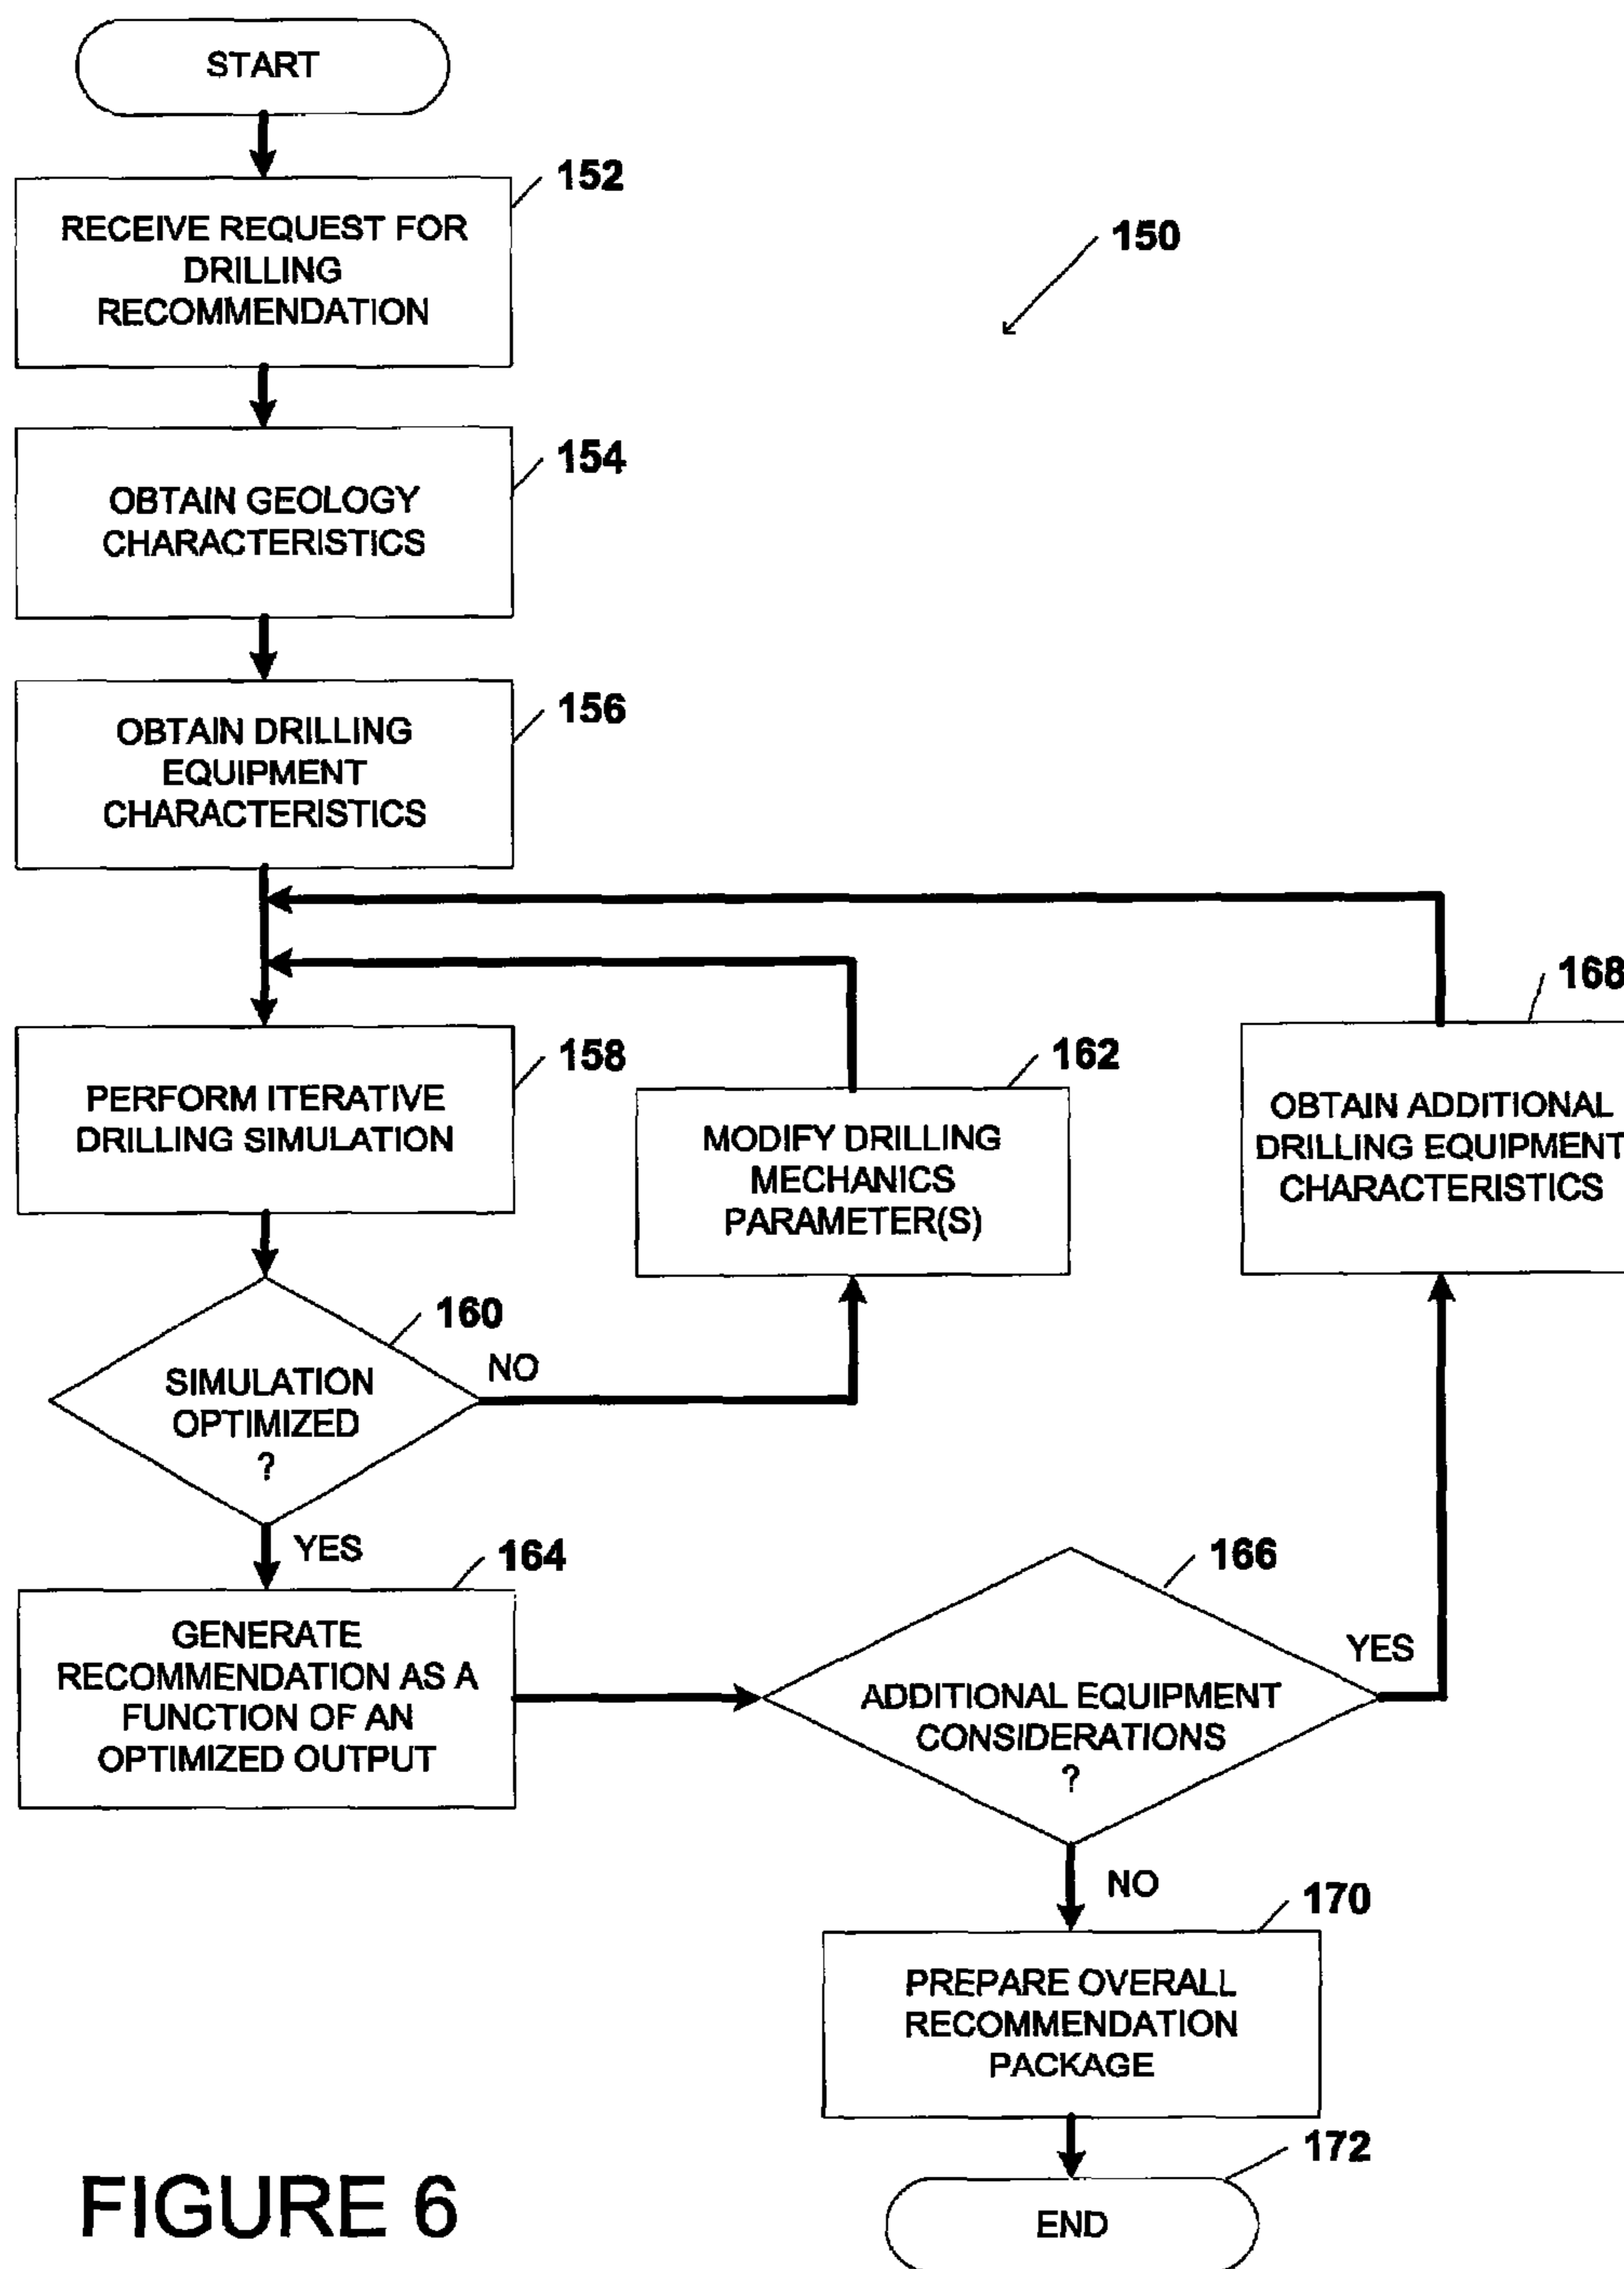 START
152
RECEIVE REQUEST FOR
DRILLING
RECOMMENDATION
150
154
OBTAIN GEOLOGY
CHARACTERISTICS
156
OBTAIN DRILLING
EQUIPMENT
CHARACTERISTICS
158
PERFORM ITERATIVE
DRILLING SIMULATION
162
MODIFY DRILLING
MECHANICS
PARAMETER(S)
168
OBTAIN ADDITIONAL
DRILLING EQUIPMENT
CHARACTERISTICS
160
SIMULATION
OPTIMIZED
?
NO
YES
164
GENERATE
RECOMMENDATION AS A
FUNCTION OF AN
OPTIMIZED OUTPUT
166
ADDITIONAL EQUIPMENT
CONSIDERATIONS
?
YES
NO
170
PREPARE OVERALL
RECOMMENDATION
PACKAGE
172
END
FIGURE 6